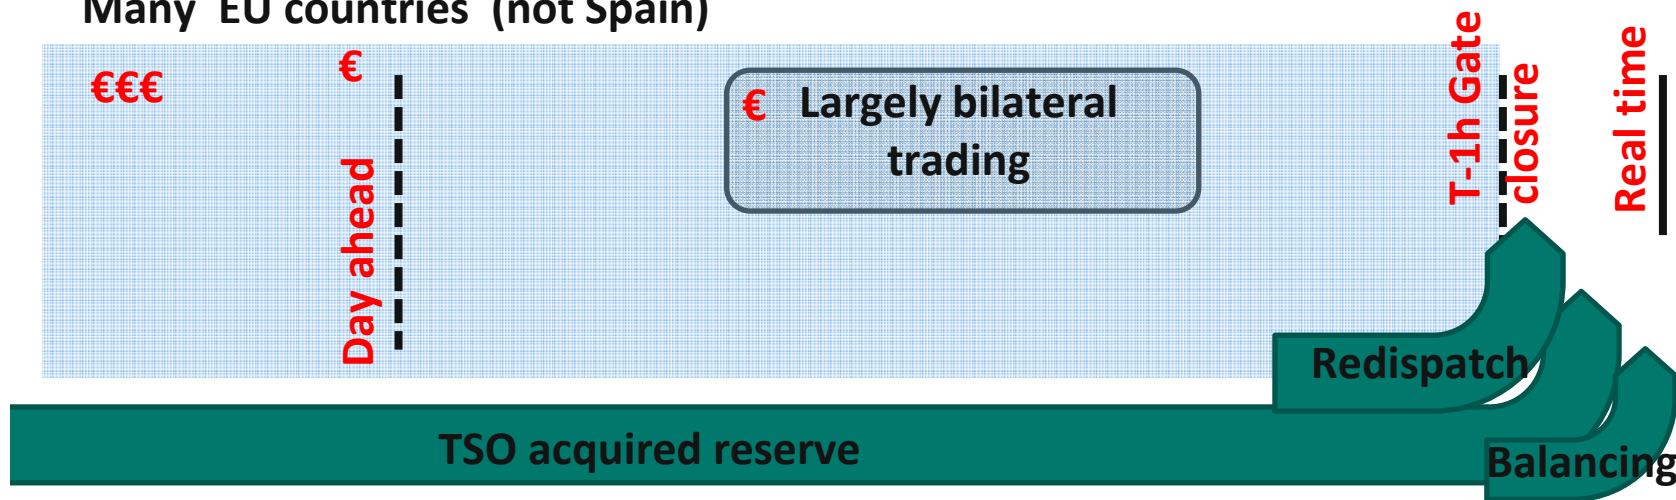 Many EU countries (not Spain)
€€€
€
Day ahead
€ Largely bilateral
trading
T-1h Gate
closure
Real time
Redispatch
TSO acquired reserve
Balancing